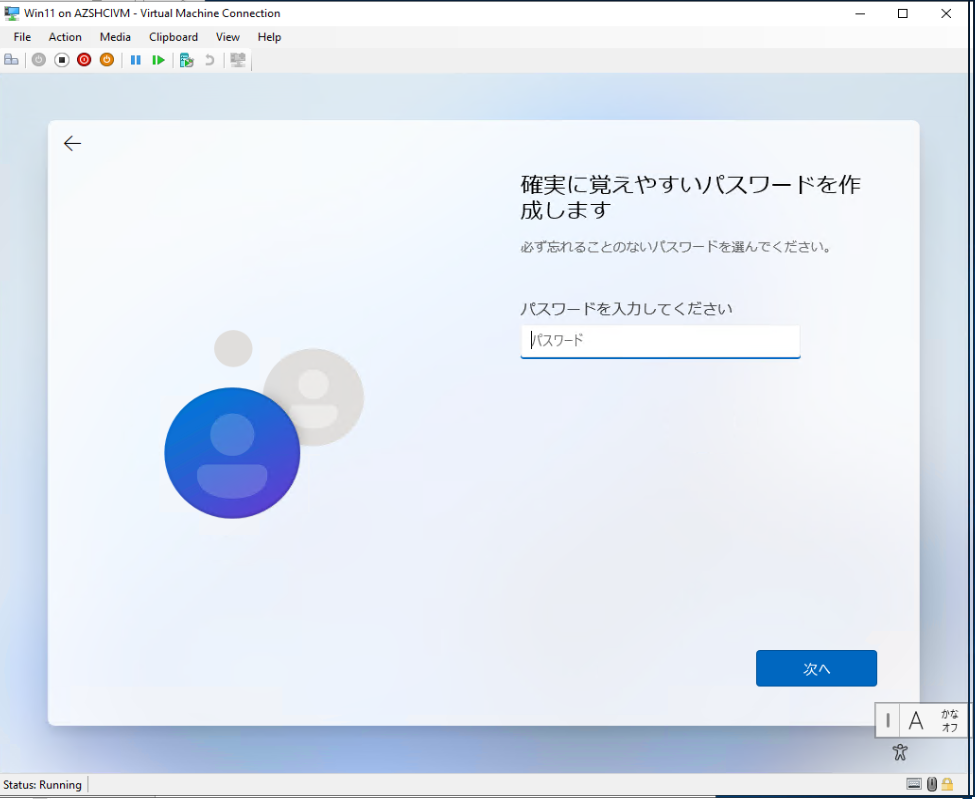 Win11 on AZSHCIVM - Virtual Machine Connection
File Action Media Clipboard View Help
確実に覚えやすいパスワードを作
成します
必ず忘れることのないパスワードを選んでください。
パスワードを入力してください
パスワード
次へ
A かな
オフ
Status: Running